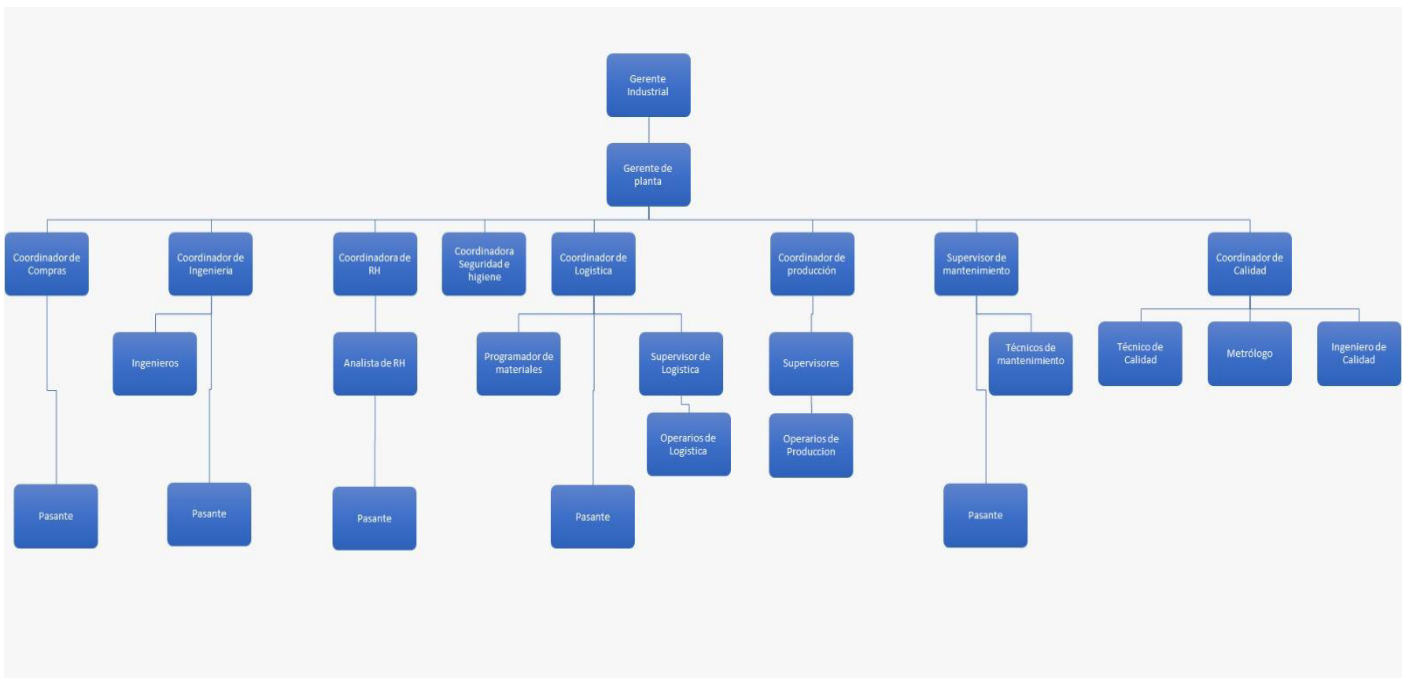 Gerente
Industrial
Gerente de
planta
Coordinador de
Compras
Coordinador de
Ingenieria
Coordinadora de
RH
Coordinadora
Seguridad e
higiene
Coordinador de
Logistica
Coordinador de
producción
Supervisor de
mantenimiento
Coordinador de
Calidad
Ingenieros
Analista de RH
Programador de
materiales
Supervisor de
Logistica
Supervisores
Técnicos de
mantenimiento
Técnico de
Calidad
Metrólogo
Ingeniero de
Calidad
Operarios de
Logistica
Operarios de
Produccion
Pasante
Pasante
Pasante
Pasante
Pasante